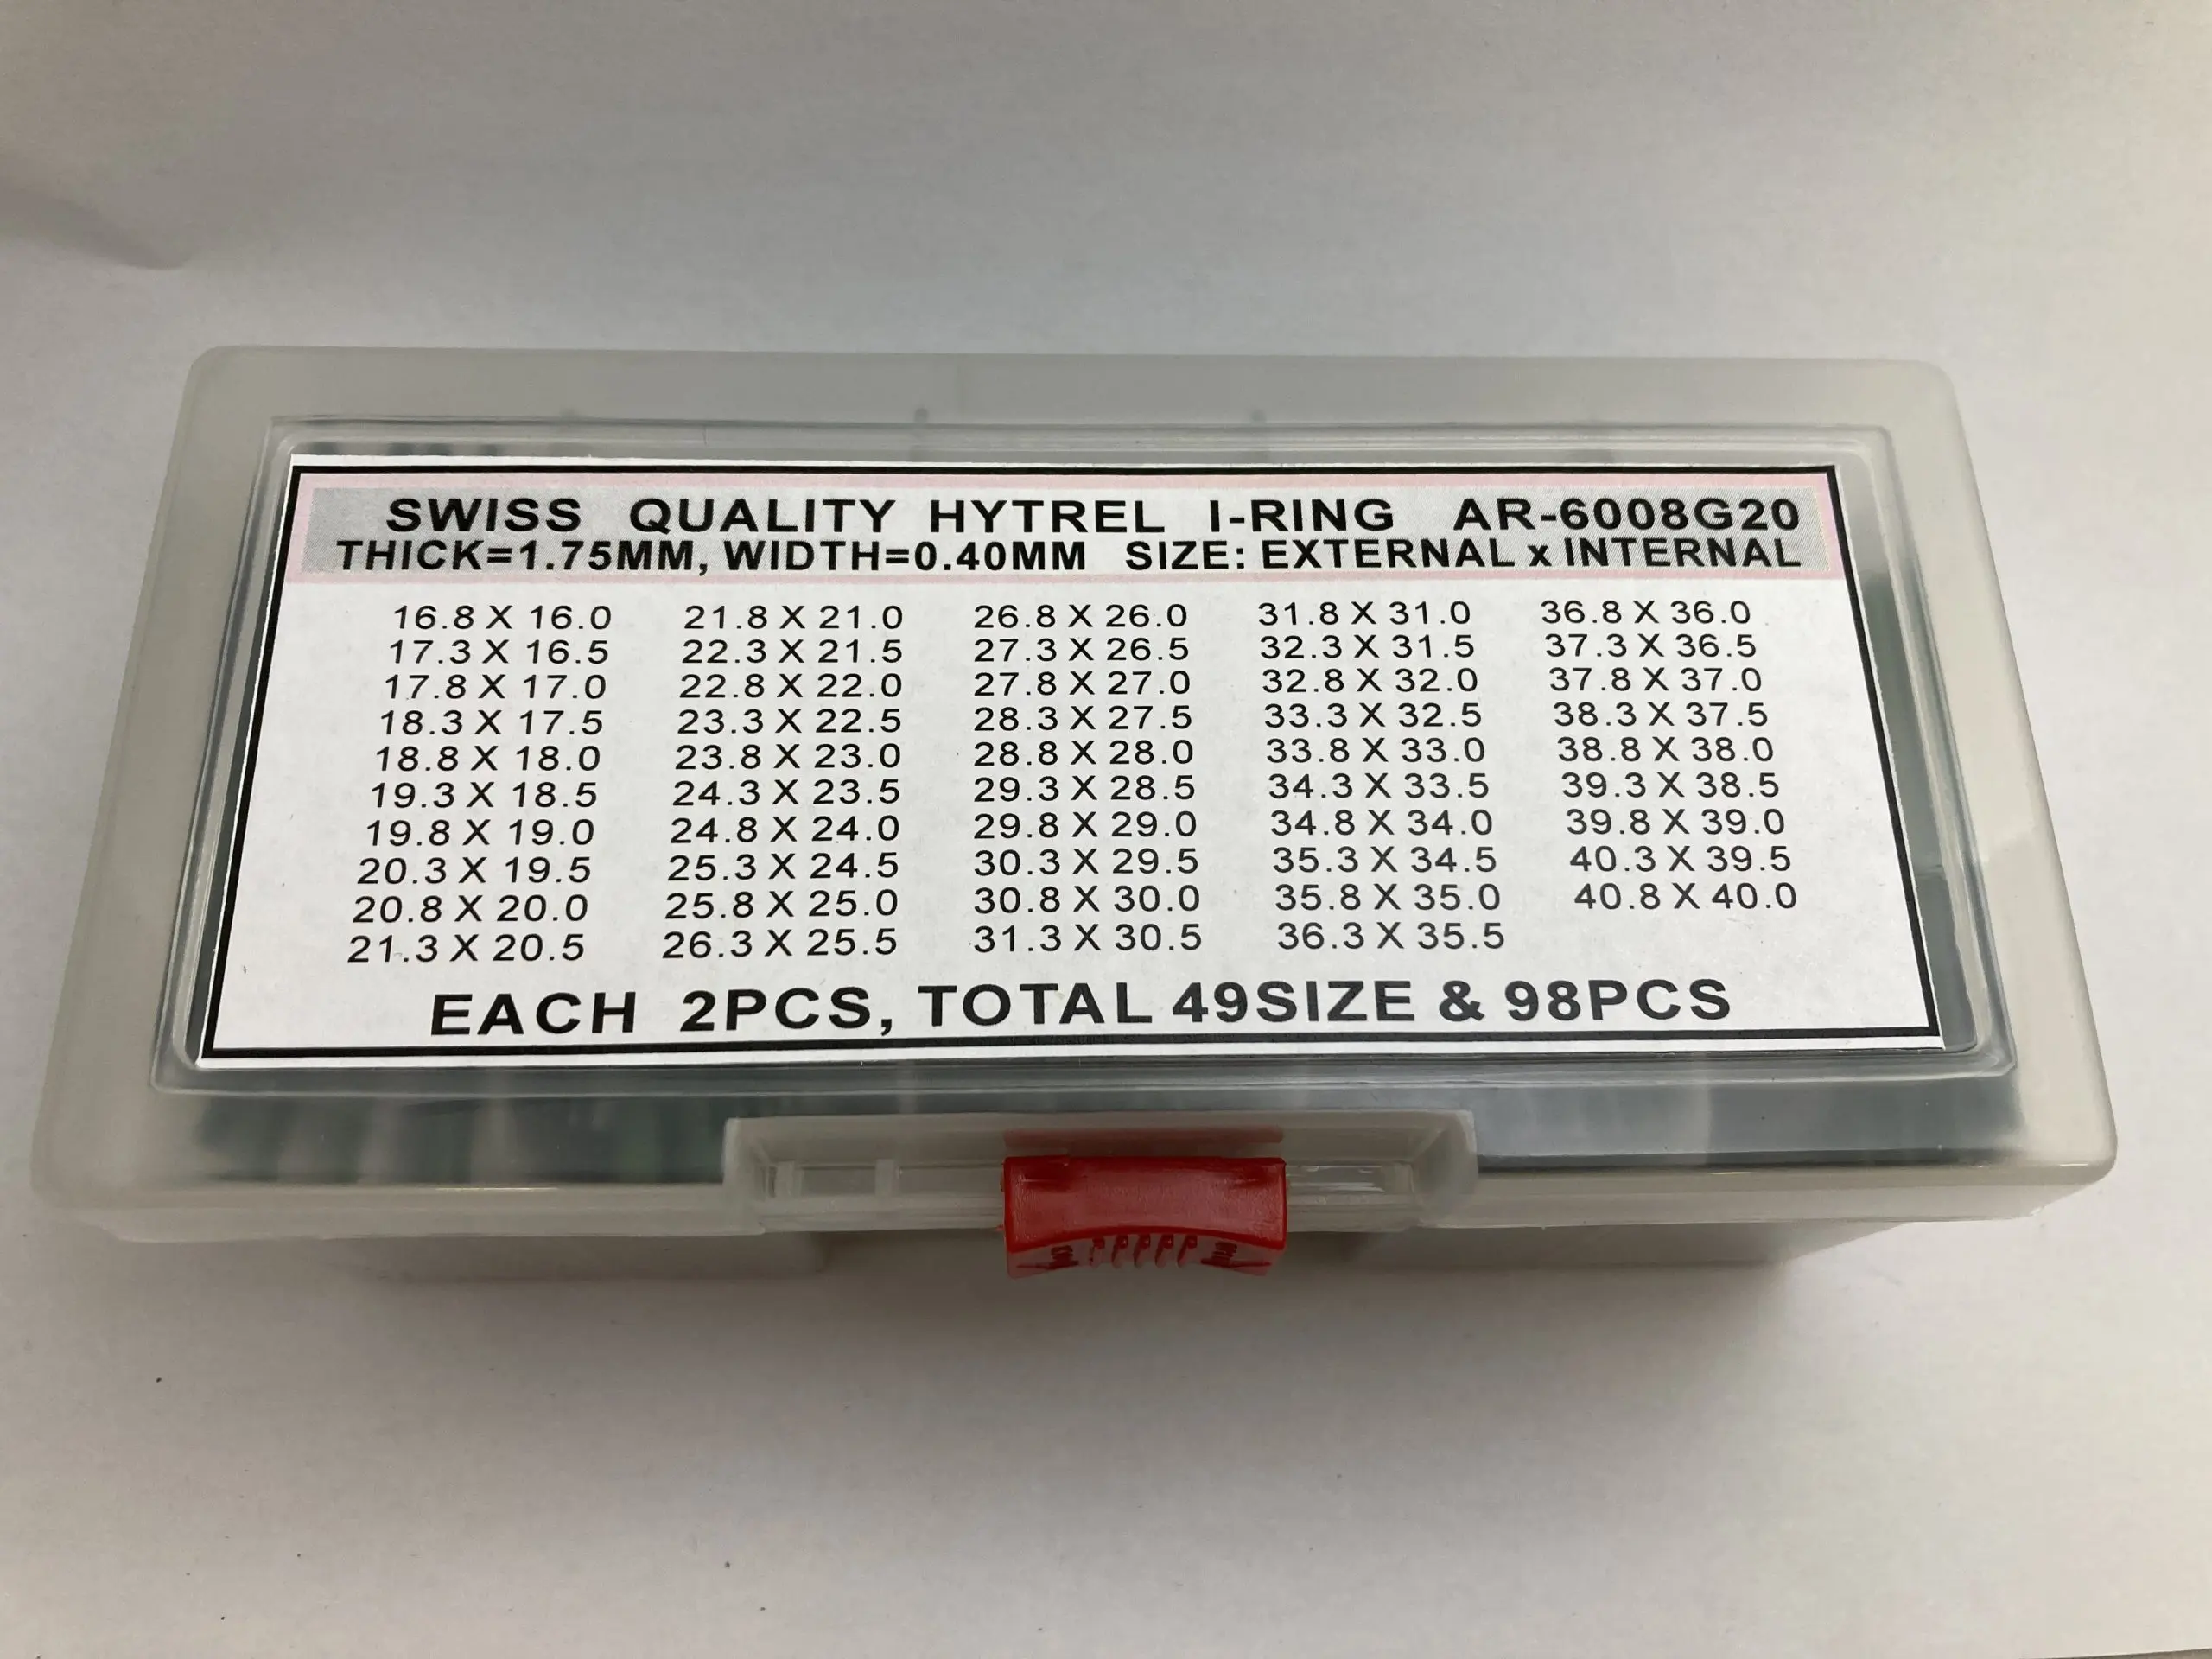 SWISS QUALITY HYTREL I-RING AR-6008G20
THICK=1.75MM, WIDTH=0.40MM SIZE: EXTERNAL x INTERNAL
16.8 X 16.0 21.8 X 21.0 26.8 X 26.0 31.8 X 31.0 36.8 X 36.0
17.3 X 16.5 22.3 X 21.5 27.3 X 26.5 32.3 X 31.5 37.3 X 36.5
17.8 X 17.0 22.8 X 22.0 27.8 X 27.0 32.8 X 32.0 37.8 X 37.0
18.3 X 17.5 23.3 X 22.5 28.3 X 27.5 33.3 X 32.5 38.3 X 37.5
18.8 X 18.0 23.8 X 23.0 28.8 X 28.0 33.8 X 33.0 38.8 X 38.0
19.3 X 18.5 24.3 X 23.5 29.3 X 28.5 34.3 X 33.5 39.3 X 38.5
19.8 X 19.0 24.8 X 24.0 29.8 X 29.0 34.8 X 34.0 39.8 X 39.0
20.3 X 19.5 25.3 X 24.5 30.3 X 29.5 35.3 X 34.5 40.3 X 39.5
20.8 X 20.0 25.8 X 25.0 30.8 X 30.0 35.8 X 35.0 40.8 X 40.0
21.3 X 20.5 26.3 X 25.5 31.3 X 30.5 36.3 X 35.5
EACH 2PCS, TOTAL 49SIZE & 98PCS